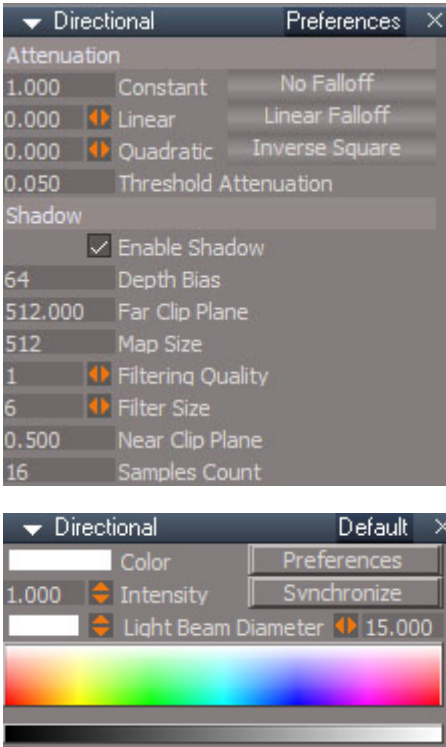 Directional Preferences ×
Attenuation
1.000 Constant No Falloff
0.000 Linear Linear Falloff
0.000 Quadratic Inverse Square
0.050 Threshold Attenuation
Shadow
Enable Shadow
64 Depth Bias
512.000 Far Clip Plane
512 Map Size
1 Filtering Quality
6 Filter Size
0.500 Near Clip Plane
16 Samples Count
Directional Default ×
Color Preferences
1.000 Intensity Synchronize
Light Beam Diameter 15.000